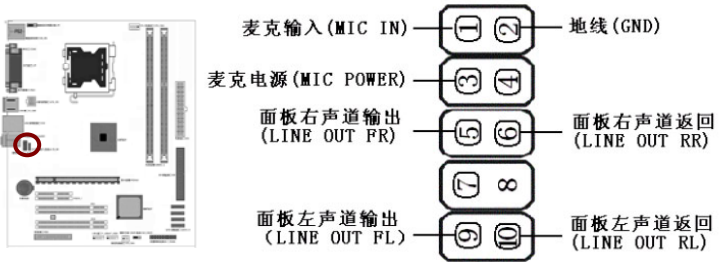 麦克输入(MIC IN)
1
2
地线(GND)
麦克电源(MIC POWER)
3
4
面板右声道输出
(LINE OUT FR)
5
6
面板右声道返回
(LINE OUT RR)
7
8
面板左声道输出
(LINE OUT FL)
9
10
面板左声道返回
(LINE OUT RL)